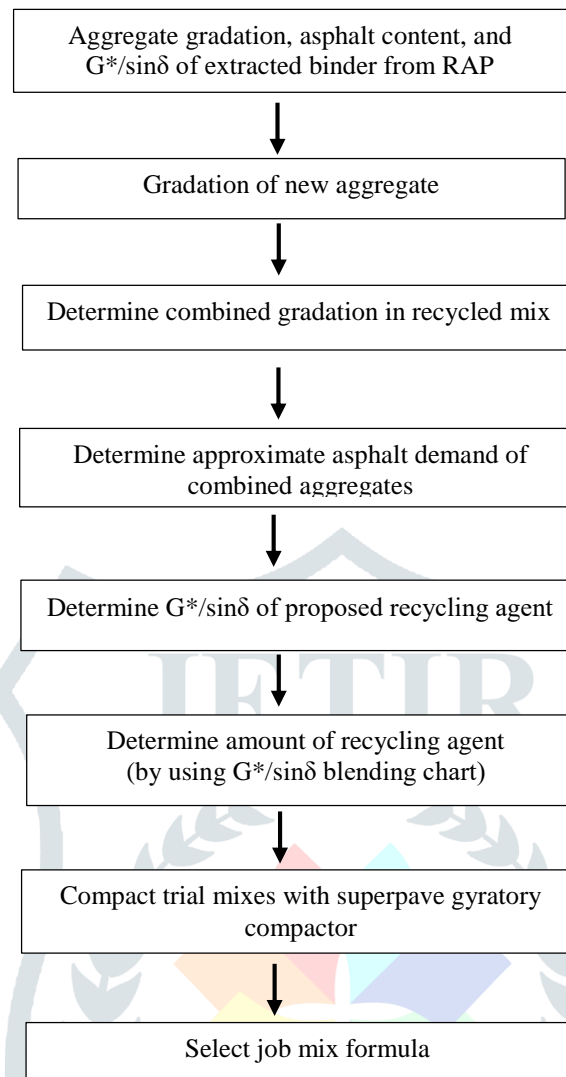 Aggregate gradation, asphalt content, and
G*/sinδ of extracted binder from RAP
Gradation of new aggregate
Determine combined gradation in recycled mix
Determine approximate asphalt demand of
combined aggregates
Determine G*/sinδ of proposed recycling agent
JETIR
Determine amount of recycling agent
(by using G*/sinδ blending chart)
Compact trial mixes with superpave gyratory
compactor
Select job mix formula